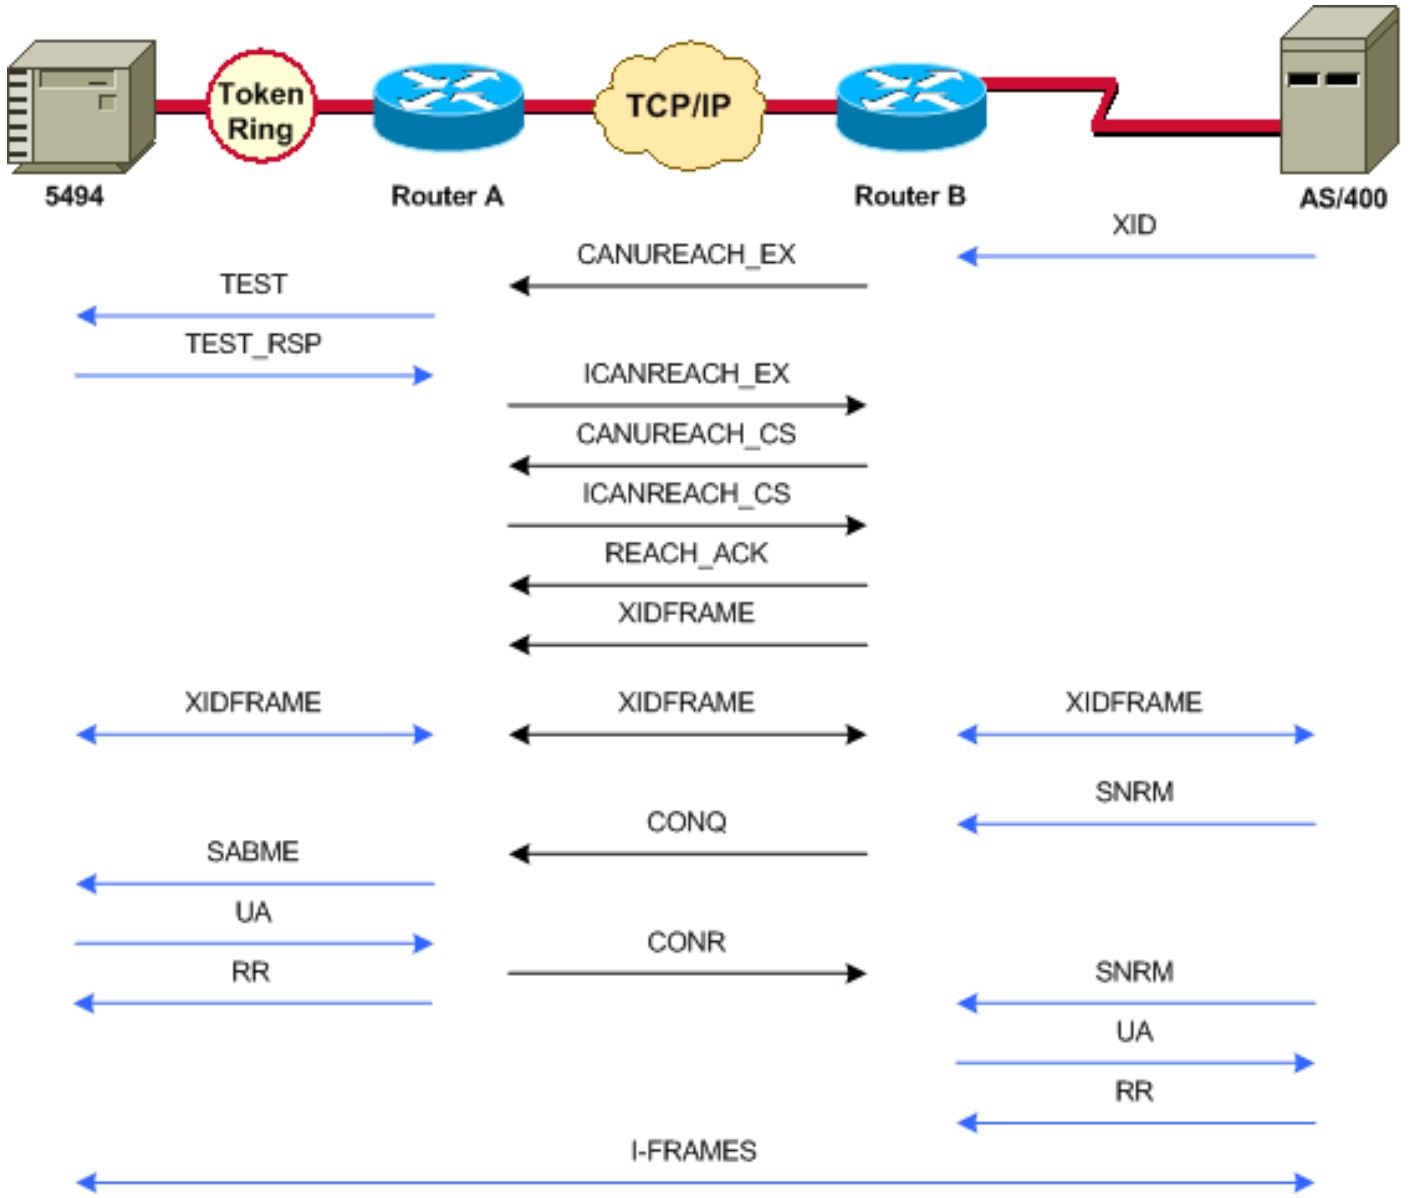 Token
Ring
TCP/IP
5494
Router A
Router B
AS/400
XID
CANUREACH_EX
TEST
TEST_RSP
ICANREACH_EX
CANUREACH_CS
ICANREACH_CS
REACH_ACK
XIDFRAME
XIDFRAME
XIDFRAME
XIDFRAME
SNRM
CONQ
SABME
UA
CONR
RR
SNRM
UA
RR
I-FRAMES